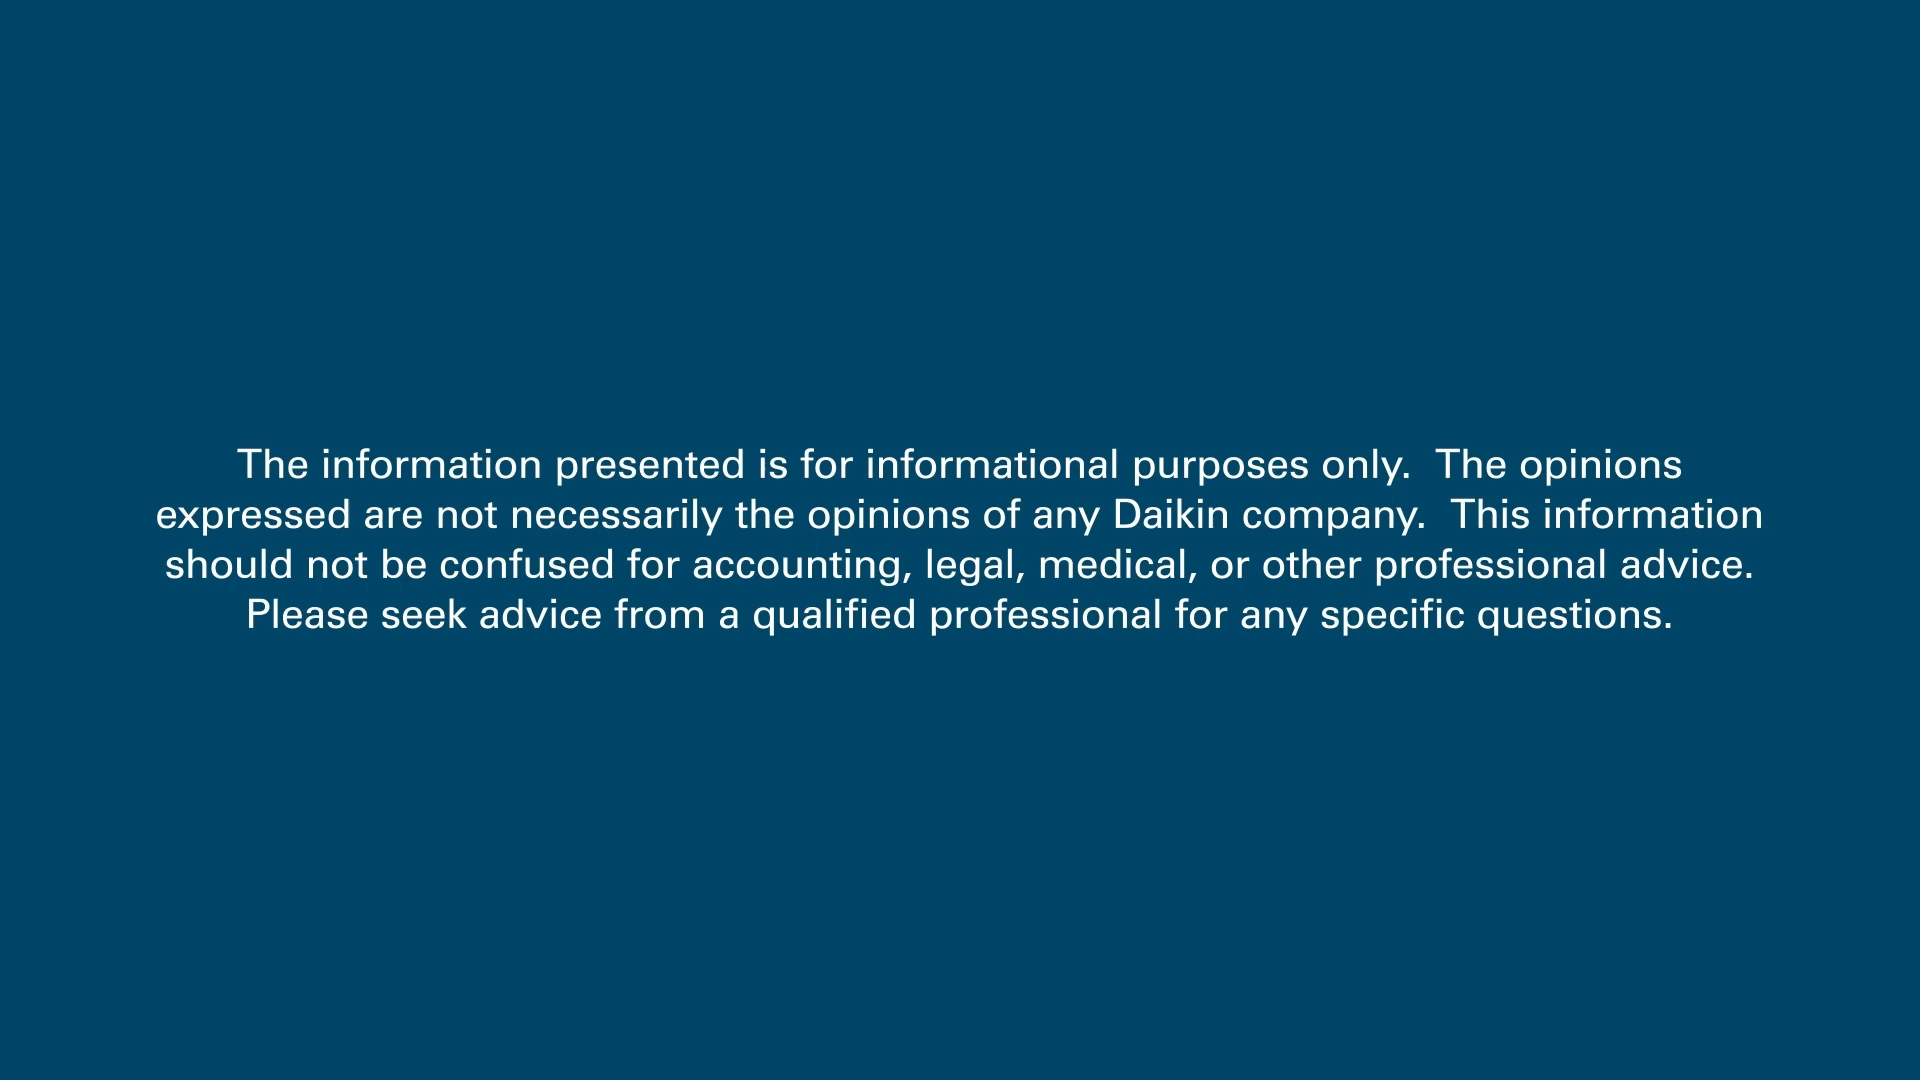 The information presented is for informational purposes only.  The opinions
expressed are not necessarily the opinions of any Daikin company.  This information
should not be confused for accounting, legal, medical, or other professional advice.
Please seek advice from a qualified professional for any specific questions.